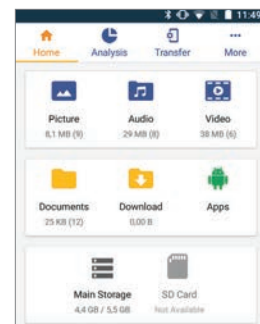 11:49
Home Analysis Transfer More
Picture Audio Video
8,1 MB (9) 29 MB (8) 38 MB (6)
Documents Download Apps
25 KB (12) 0,00 B
Main Storage SD Card
4,4 GB / 5,5 GB Not Available